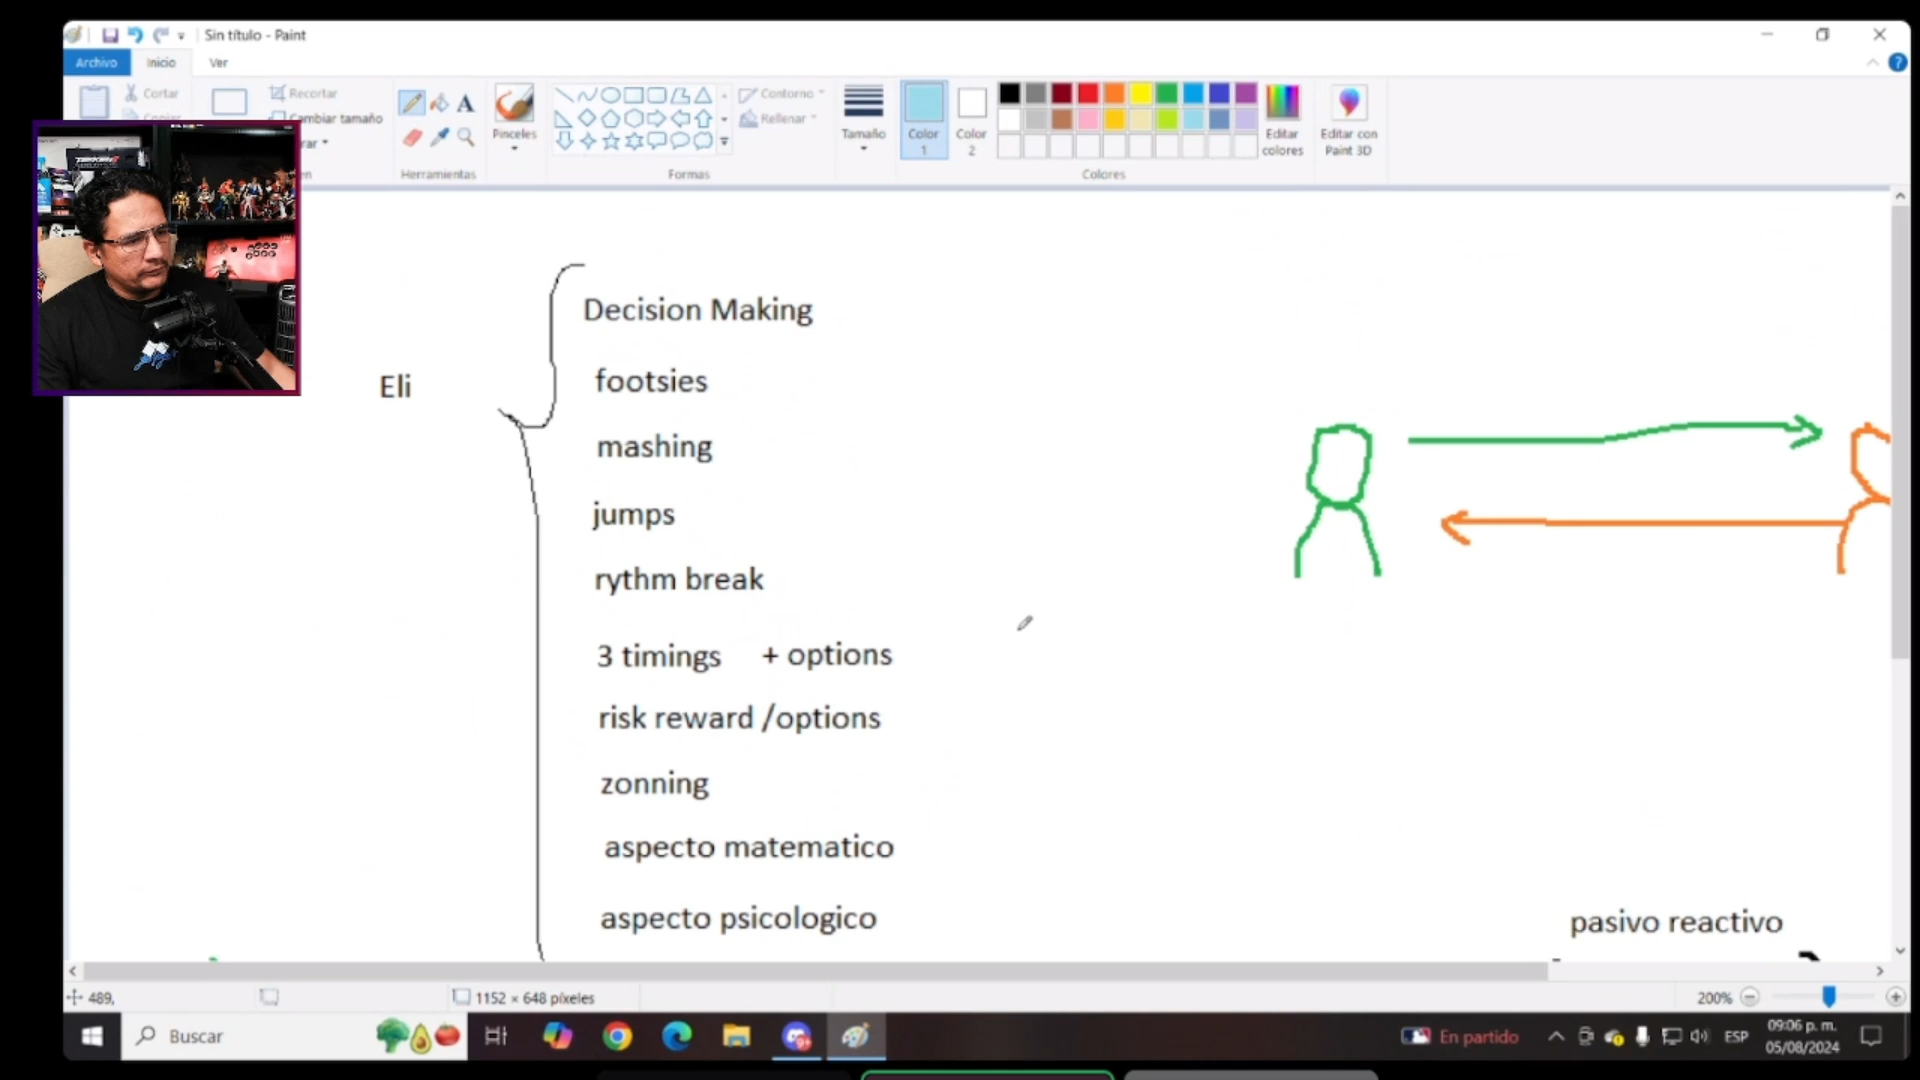 Sin título - Paint
Archivo Inicio Ver
Cortar
Recortar
Cambiar tamaño
Pinceles
Contorno
Rellenar
Tamaño
Color 1
Color 2
Editar colores
Editar con Paint 3D
Herramientas
Formas
Colores
TEKKEN
Eli
Decision Making
footsies
mashing
jumps
rythm break
3 timings + options
risk reward /options
zonning
aspecto matematico
aspecto psicologico
pasivo reactivo
489,
1152 × 648 píxeles
200%
Buscar
En partido
ESP
09:06 p. m.
05/08/2024